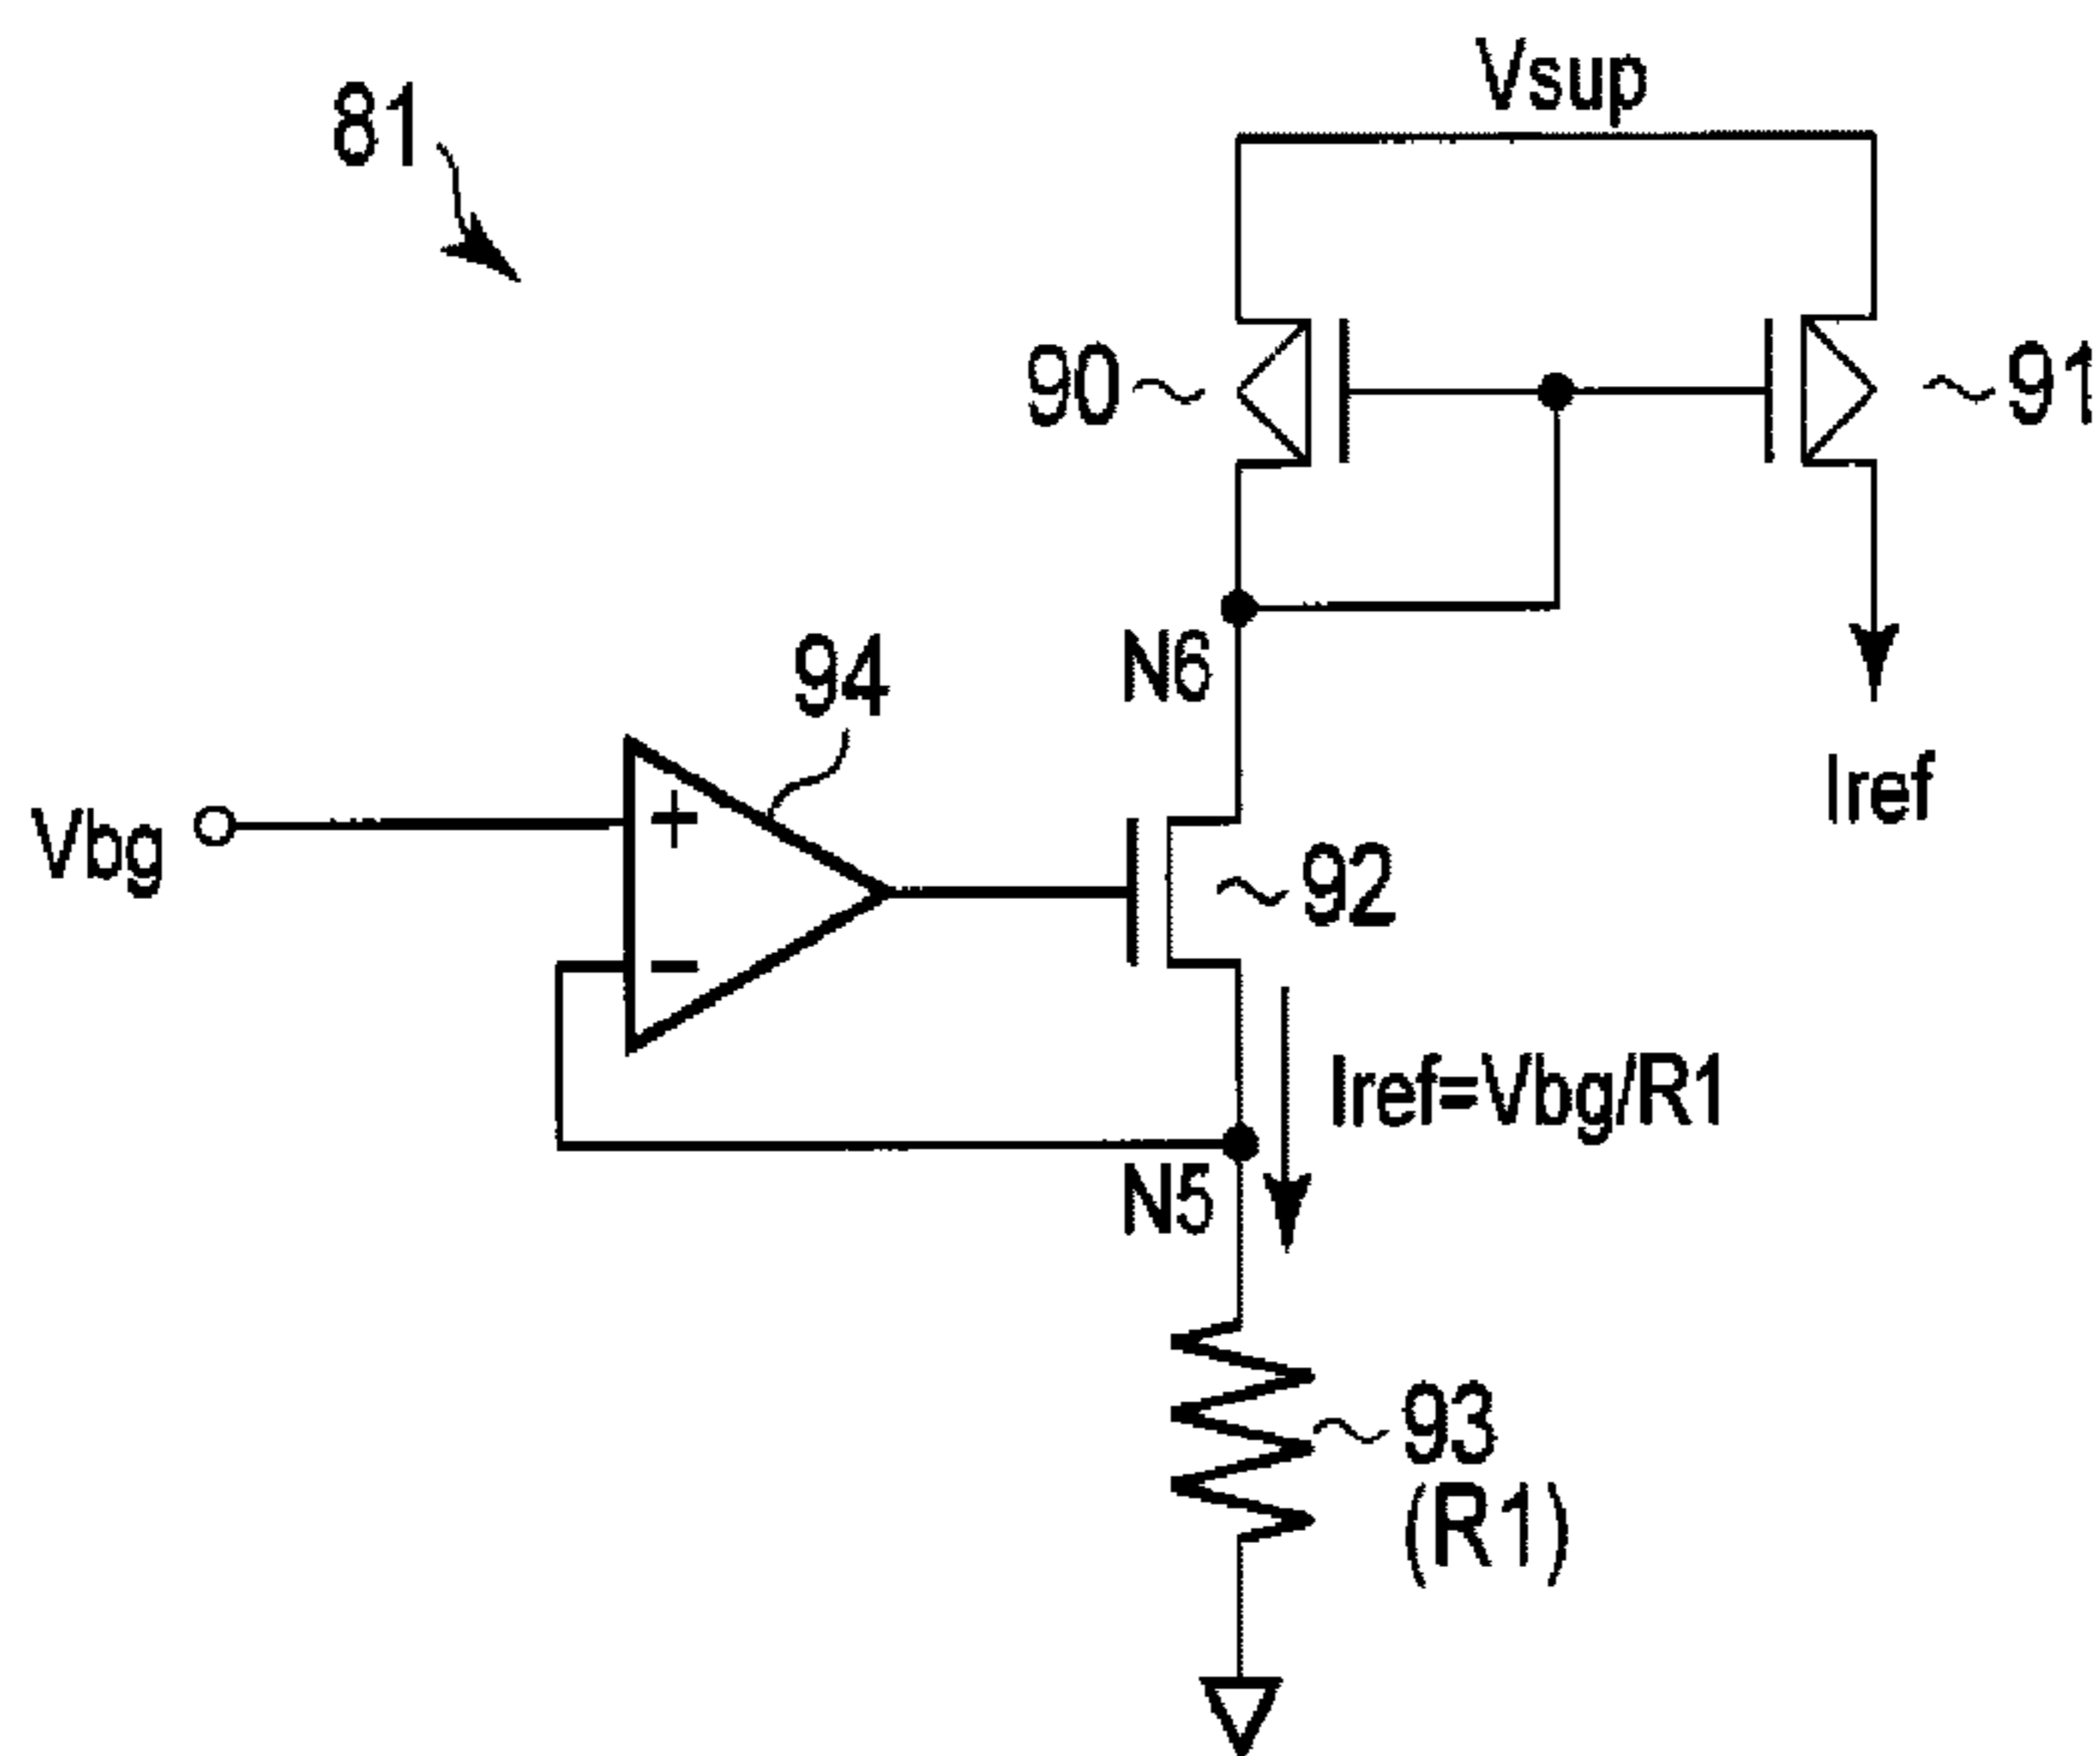 81
Vsup
90
91
N6
94
Iref
Vbg
+
92
−
Iref=Vbg/R1
N5
93
(R1)